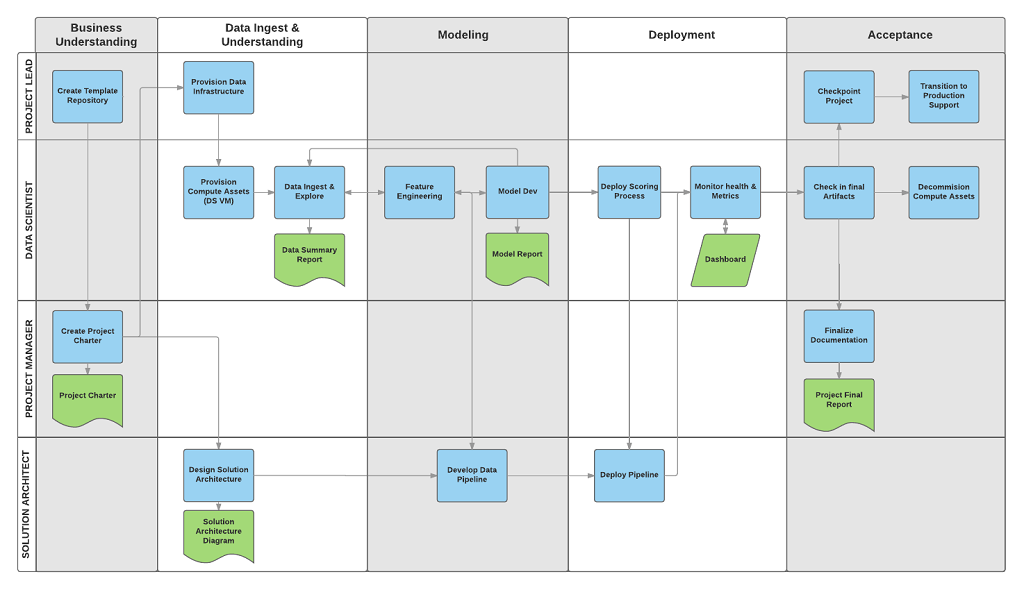 Business
Understanding
Data Ingest &
Understanding
Modeling
Deployment
Acceptance
PROJECT LEAD
Create Template
Repository
Provision Data
Infrastructure
Checkpoint
Project
Transition to
Production
Support
DATA SCIENTIST
Provision
Compute Assets
(DS VM)
Data Ingest &
Explore
Feature
Engineering
Model Dev
Deploy Scoring
Process
Monitor health &
Metrics
Check in final
Artifacts
Decommision
Compute Assets
Data Summary
Report
Model Report
Dashboard
PROJECT MANAGER
Create Project
Charter
Finalize
Documentation
Project Charter
Project Final
Report
SOLUTION ARCHITECT
Design Solution
Architecture
Develop Data
Pipeline
Deploy Pipeline
Solution
Architecture
Diagram